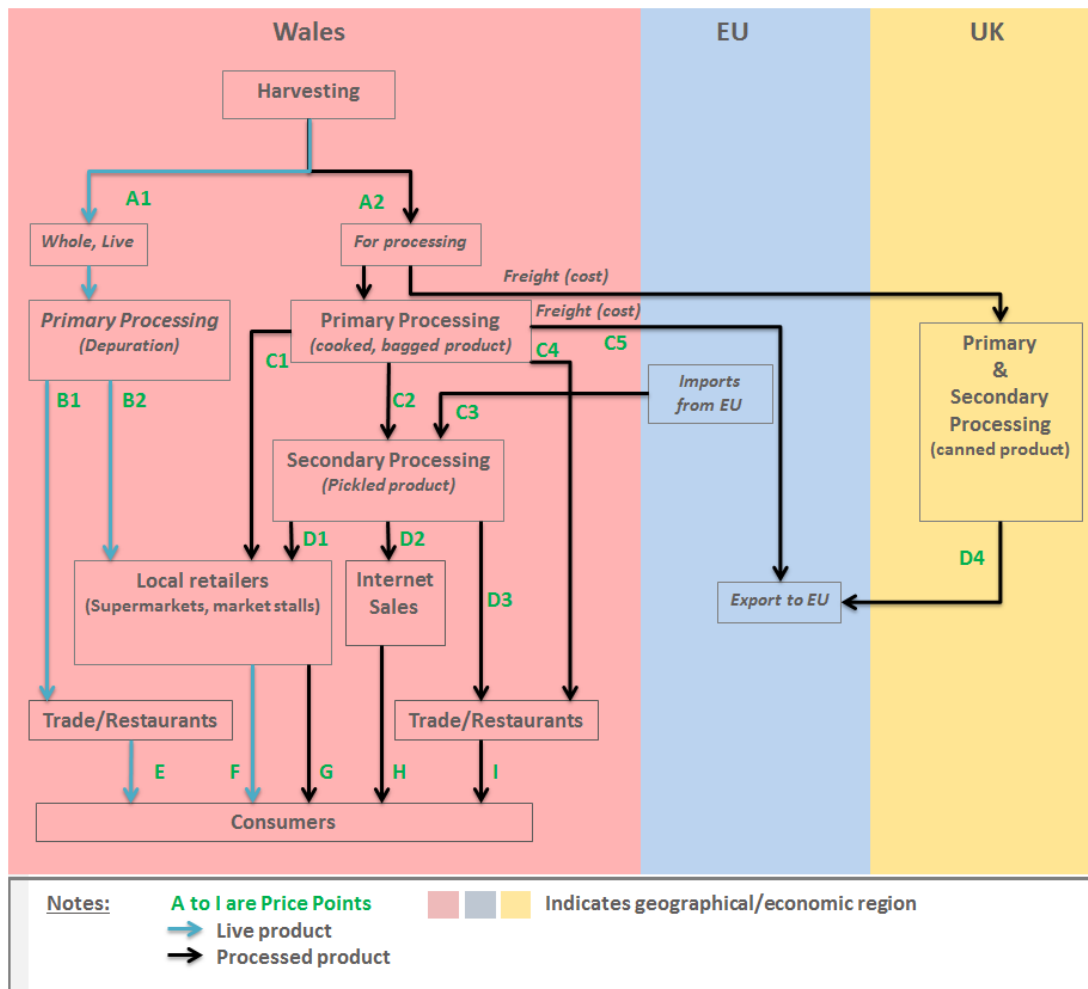 Wales
EU
UK
Harvesting
A1
A2
Whole, Live
For processing
Freight (cost)
Primary Processing
(Depuration)
Primary Processing
(cooked, bagged product)
Freight (cost)
C1
C4
C5
Primary
&
Secondary
Processing
(canned product)
Imports
from EU
B1
B2
C2
C3
Secondary Processing
(Pickled product)
D1
D2
D3
D4
Local retailers
(Supermarkets, market stalls)
Internet
Sales
Export to EU
Trade/Restaurants
Trade/Restaurants
E
F
G
H
I
Consumers
Notes:
A to I are Price Points
Indicates geographical/economic region
Live product
Processed product